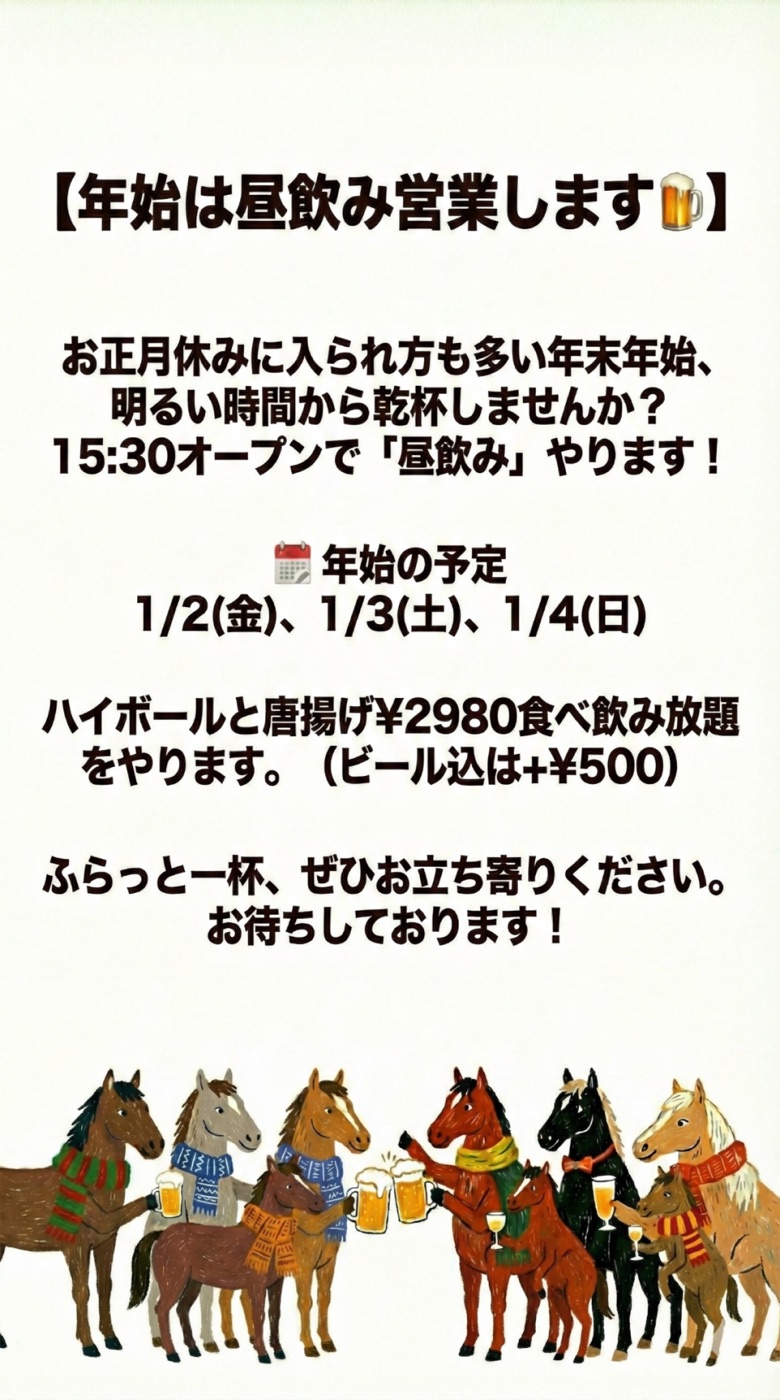 【年始は昼飲み営業します🍺】
お正月休みに入られ方も多い年末年始、
明るい時間から乾杯しませんか？
15:30オープンで「昼飲み」やります！
📅 年始の予定
1/2(金)、1/3(土)、1/4(日)
ハイボールと唐揚げ¥2980食べ飲み放題
をやります。（ビール込は+¥500）
ふらっと一杯、ぜひお立ち寄りください。
お待ちしております！